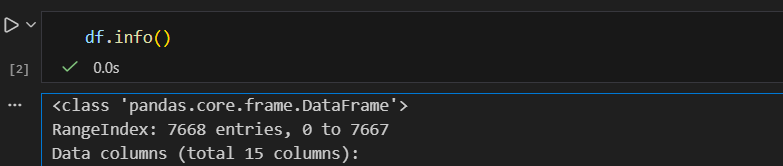 df.info()
[2]
0.0s
...
<class 'pandas.core.frame.DataFrame'>
RangeIndex: 7668 entries, 0 to 7667
Data columns (total 15 columns):